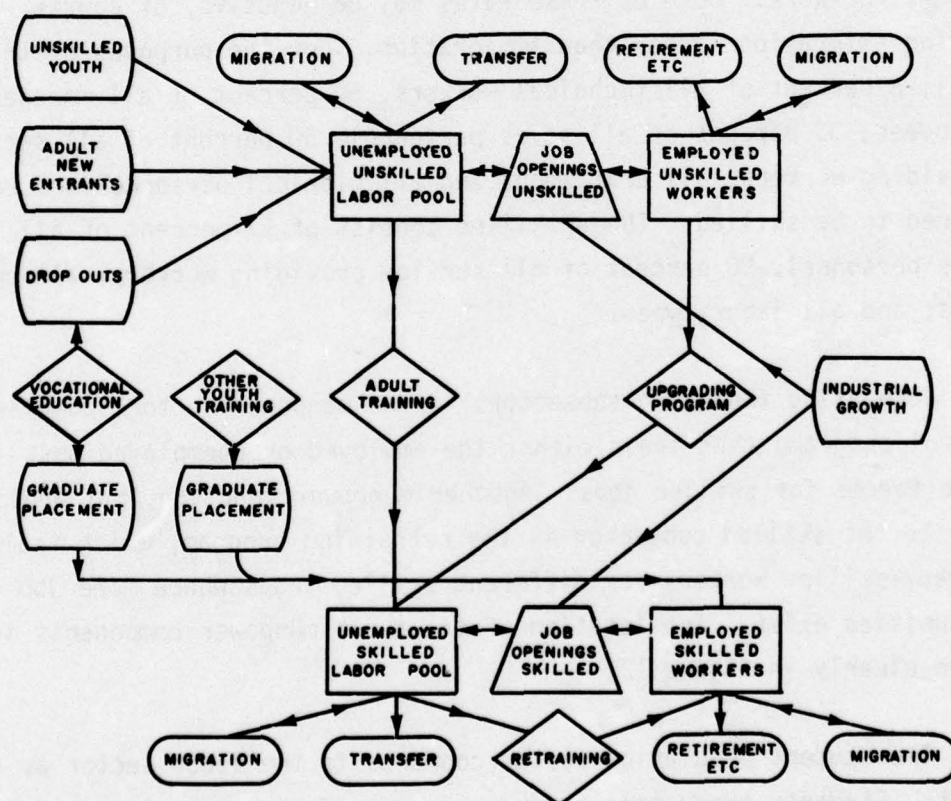 UNSKILLED
YOUTH
MIGRATION
TRANSFER
RETIREMENT
ETC
MIGRATION
ADULT
NEW
ENTRANTS
UNEMPLOYED
UNSKILLED
LABOR POOL
JOB
OPENINGS
UNSKILLED
EMPLOYED
UNSKILLED
WORKERS
DROP OUTS
VOCATIONAL
EDUCATION
OTHER
YOUTH
TRAINING
ADULT
TRAINING
UPGRADING
PROGRAM
INDUSTRIAL
GROWTH
GRADUATE
PLACEMENT
GRADUATE
PLACEMENT
UNEMPLOYED
SKILLED
LABOR POOL
JOB
OPENINGS
SKILLED
EMPLOYED
SKILLED
WORKERS
MIGRATION
TRANSFER
RETRAINING
RETIREMENT
ETC
MIGRATION